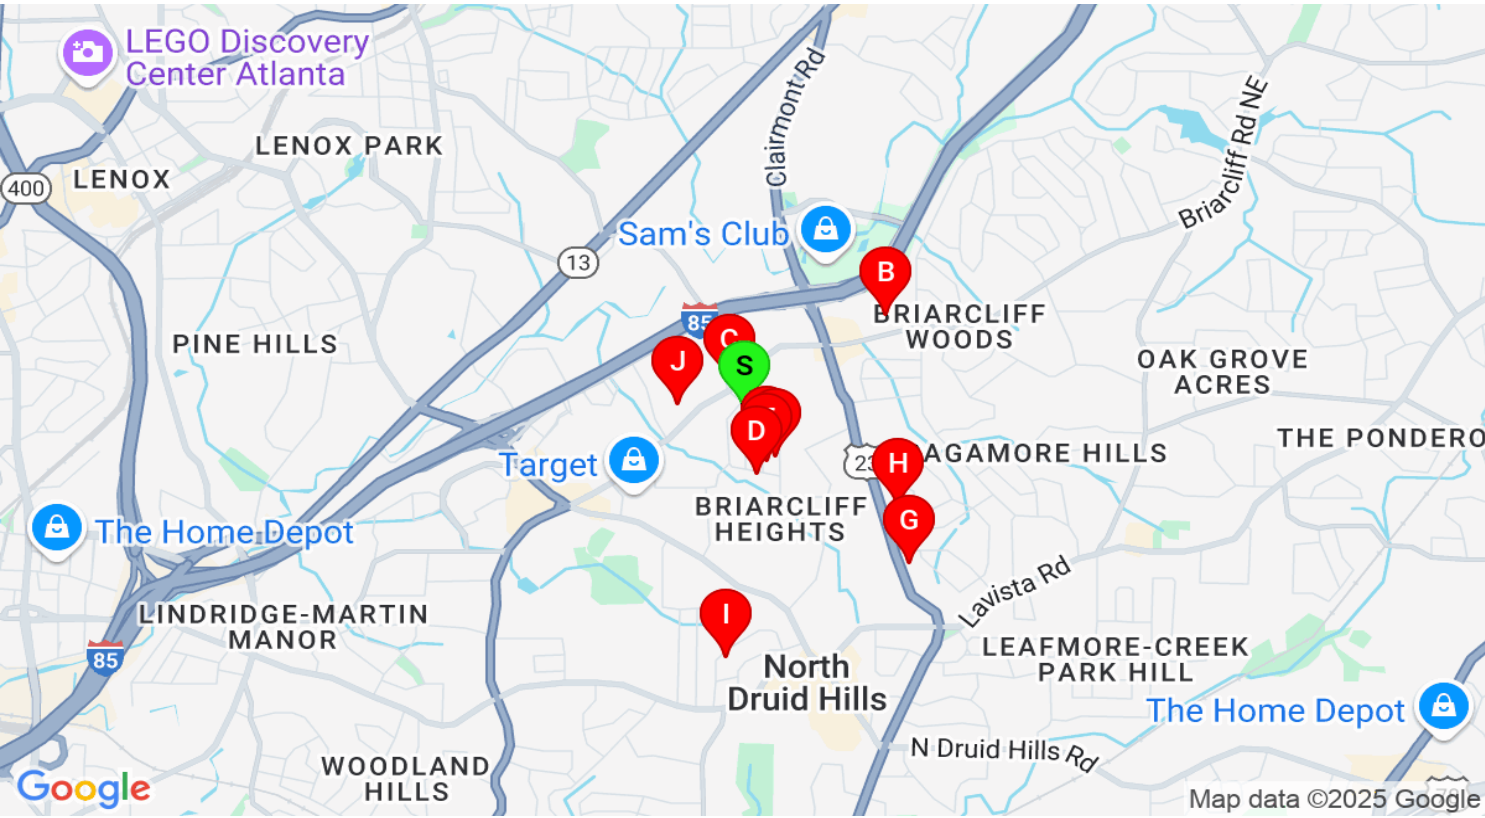 LEGO Discovery
Center Atlanta
LENOX PARK
LENOX
400
Clairmont Rd
Briarcliff Rd NE
Sam's Club
13
B
BRIARCLIFF
WOODS
85
C
PINE HILLS
J
S
OAK GROVE
ACRES
D
Target
23
H
AGAMORE HILLS
THE PONDERO
BRIARCLIFF
HEIGHTS
G
The Home Depot
Lavista Rd
LINDRIDGE-MARTIN
MANOR
I
85
North
Druid Hills
LEAFMORE-CREEK
PARK HILL
The Home Depot
N Druid Hills Rd
WOODLAND
HILLS
Google
Map data ©2025 Google